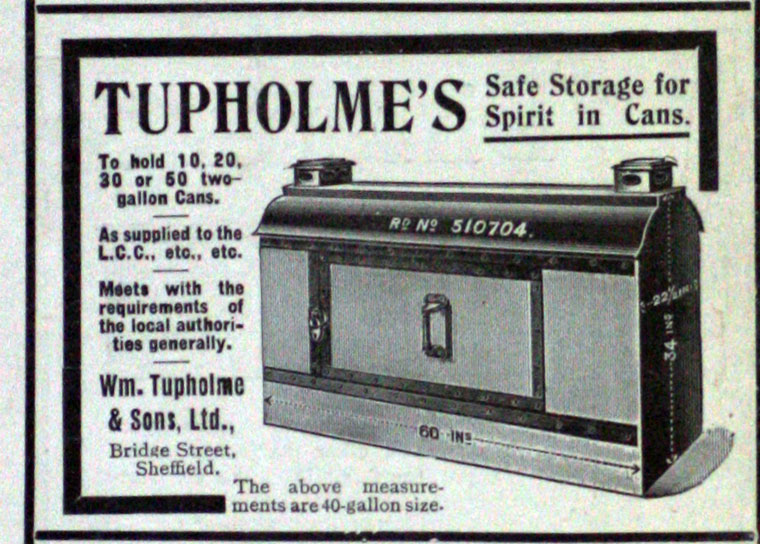 TUPHOLME'S
Safe Storage for
Spirit in Cans.
To hold 10, 20,
30 or 50 two-
gallon Cans.
As supplied to the
L.C.C., etc., etc.
Meets with the
requirements of
the local authori-
ties generally.
Wm. Tupholme
& Sons, Ltd.,
Bridge Street,
Sheffield.
RD No 510704.
34 INS
60 INS
The above measure-
ments are 40-gallon size.